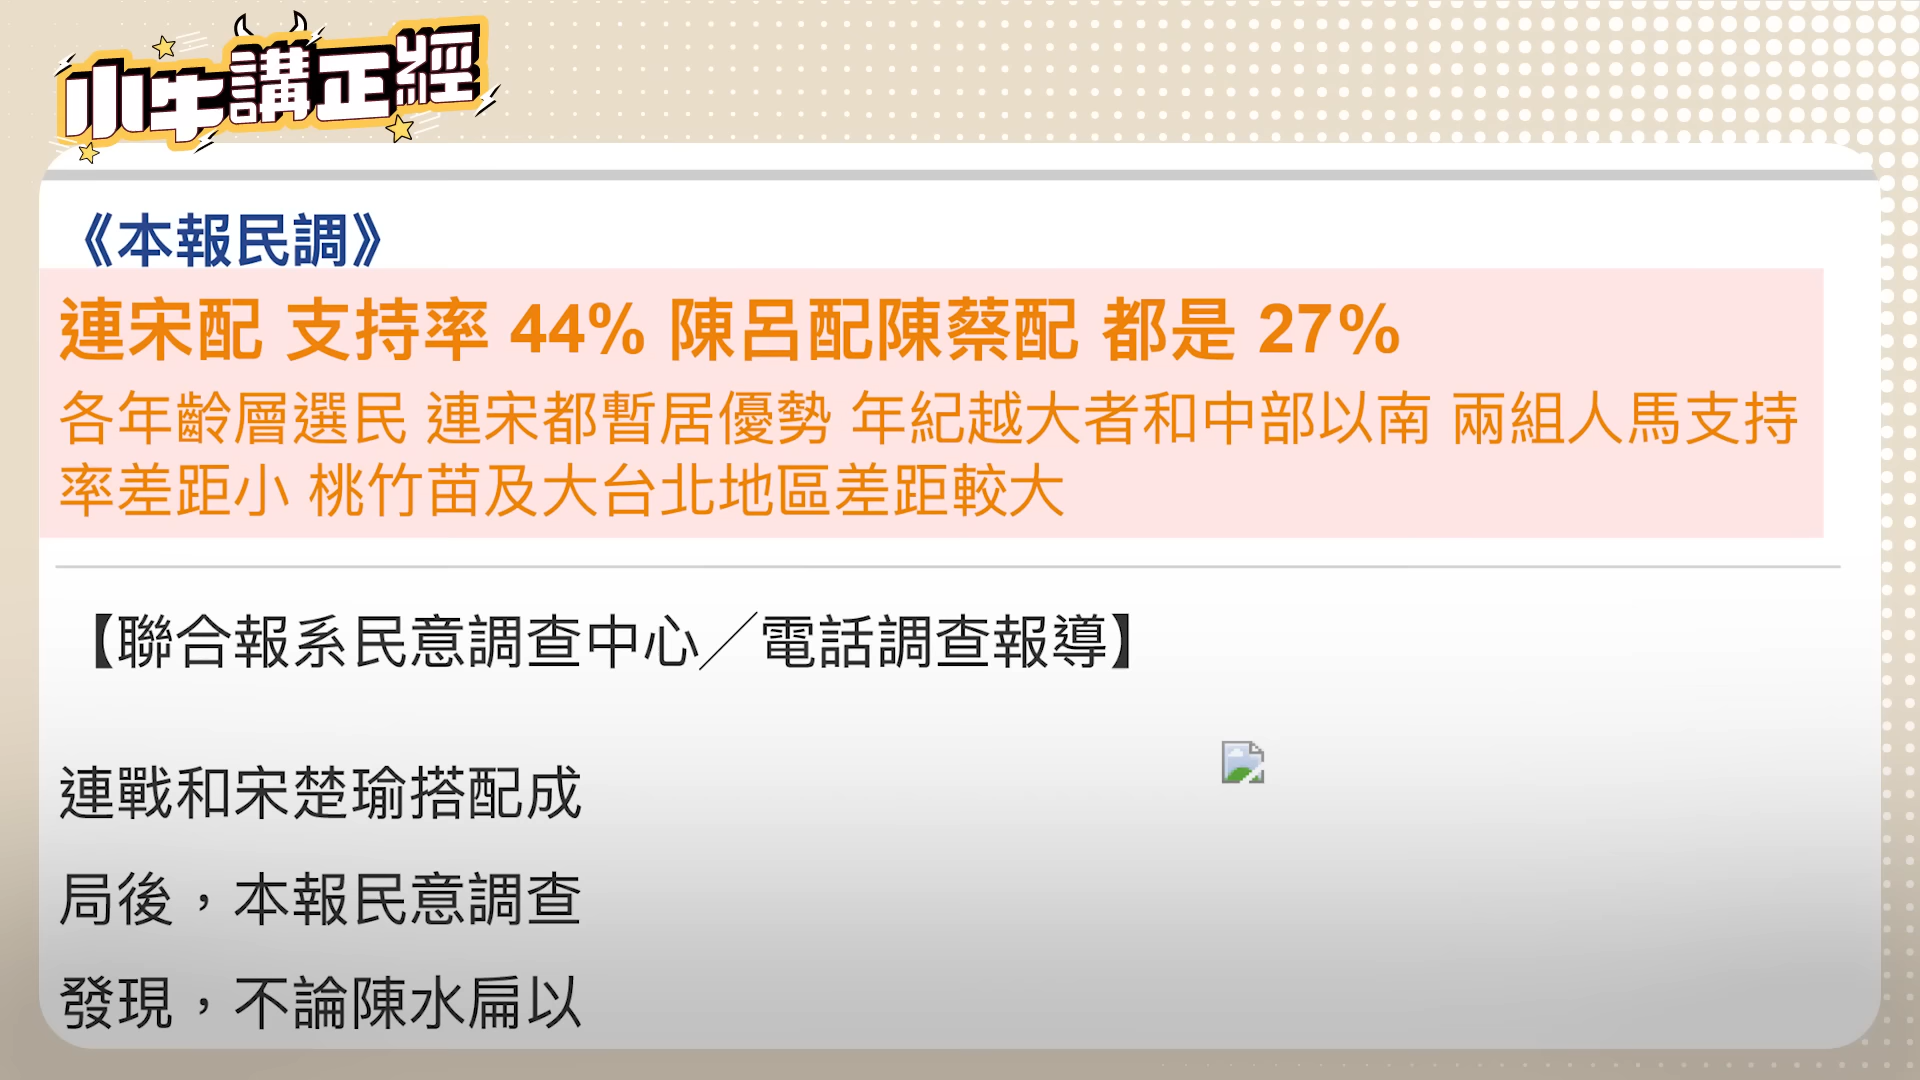 小牛講正經
《本報民調》
連宋配 支持率 44% 陳呂配陳蔡配 都是 27%
各年齡層選民 連宋都暫居優勢 年紀越大者和中部以南 兩組人馬支持
率差距小 桃竹苗及大台北地區差距較大
【聯合報系民意調查中心╱電話調查報導】
連戰和宋楚瑜搭配成
局後，本報民意調查
發現，不論陳水扁以